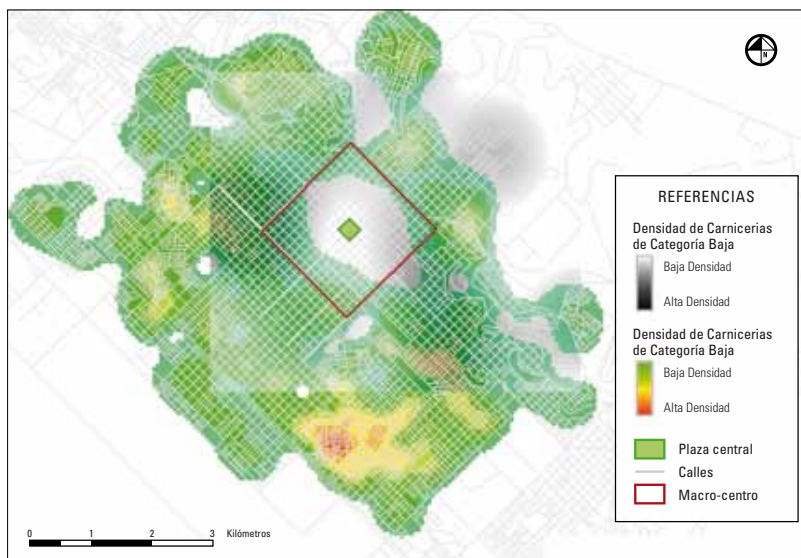 N
REFERENCIAS
Densidad de Carnicerias
de Categoría Baja
Baja Densidad
Alta Densidad
Densidad de Carnicerias
de Categoría Baja
Baja Densidad
Alta Densidad
Plaza central
Calles
Macro-centro
0 1 2 3 Kilómetros